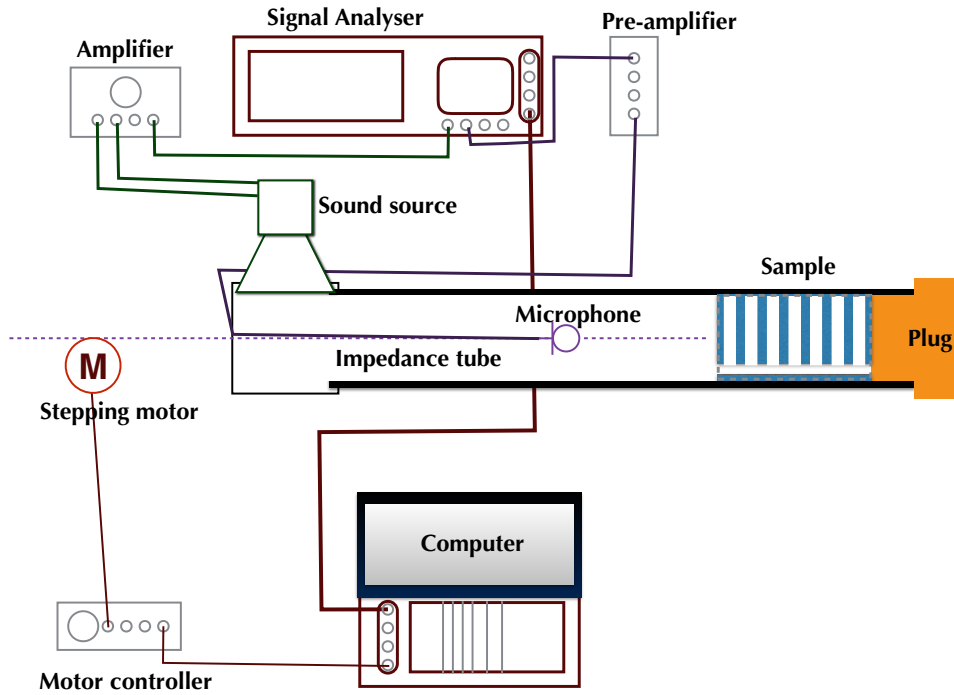 Signal Analyser
Pre-amplifier
Amplifier
Sound source
Sample
Microphone
Plug
Impedance tube
M
Stepping motor
Computer
Motor controller